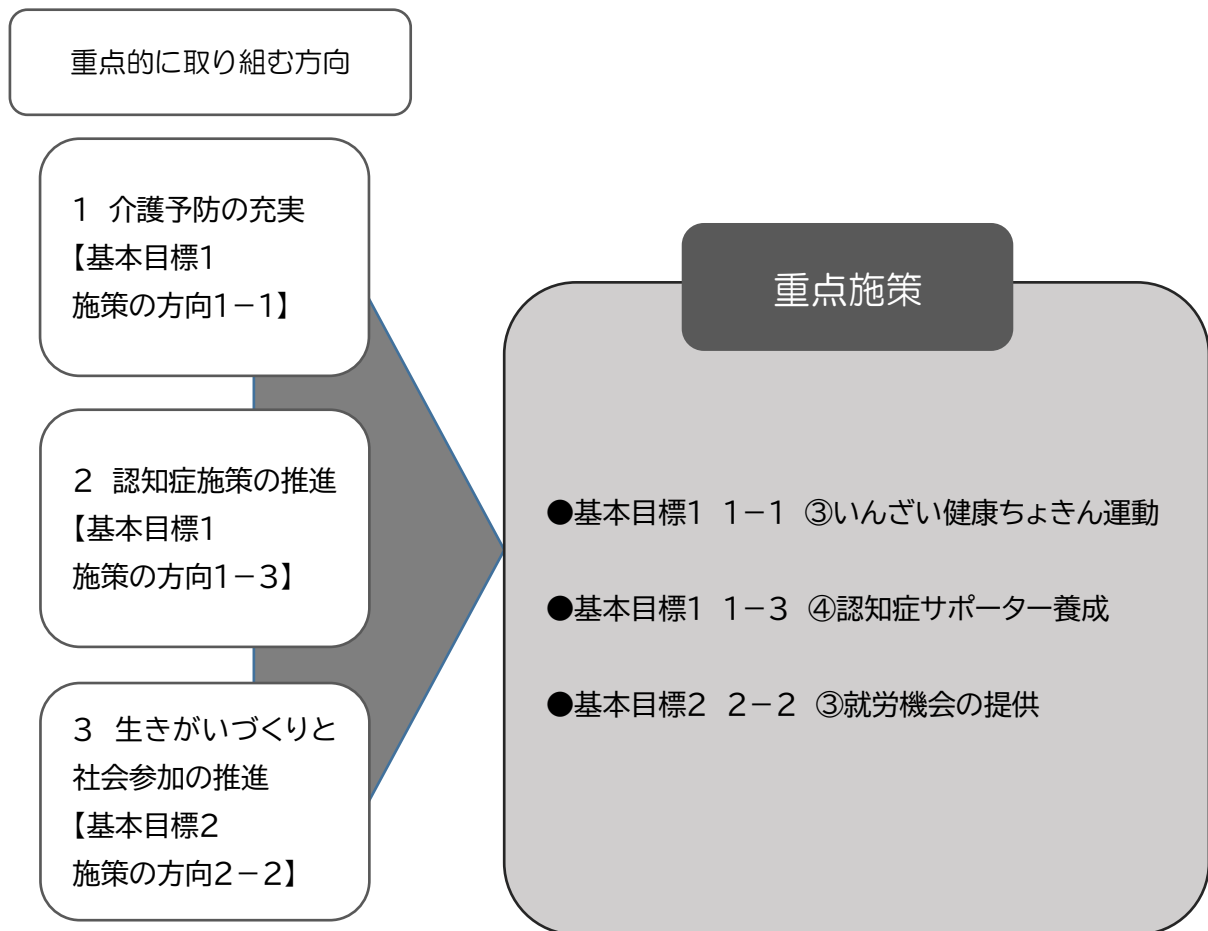 重点的に取り組む方向
1 介護予防の充実
【基本目標1
施策の方向1－1】
2 認知症施策の推進
【基本目標1
施策の方向1－3】
3 生きがいづくりと
社会参加の推進
【基本目標2
施策の方向2－2】
重点施策
●基本目標1 1－1 ③いんざい健康ちょきん運動
●基本目標1 1－3 ④認知症サポーター養成
●基本目標2 2－2 ③就労機会の提供